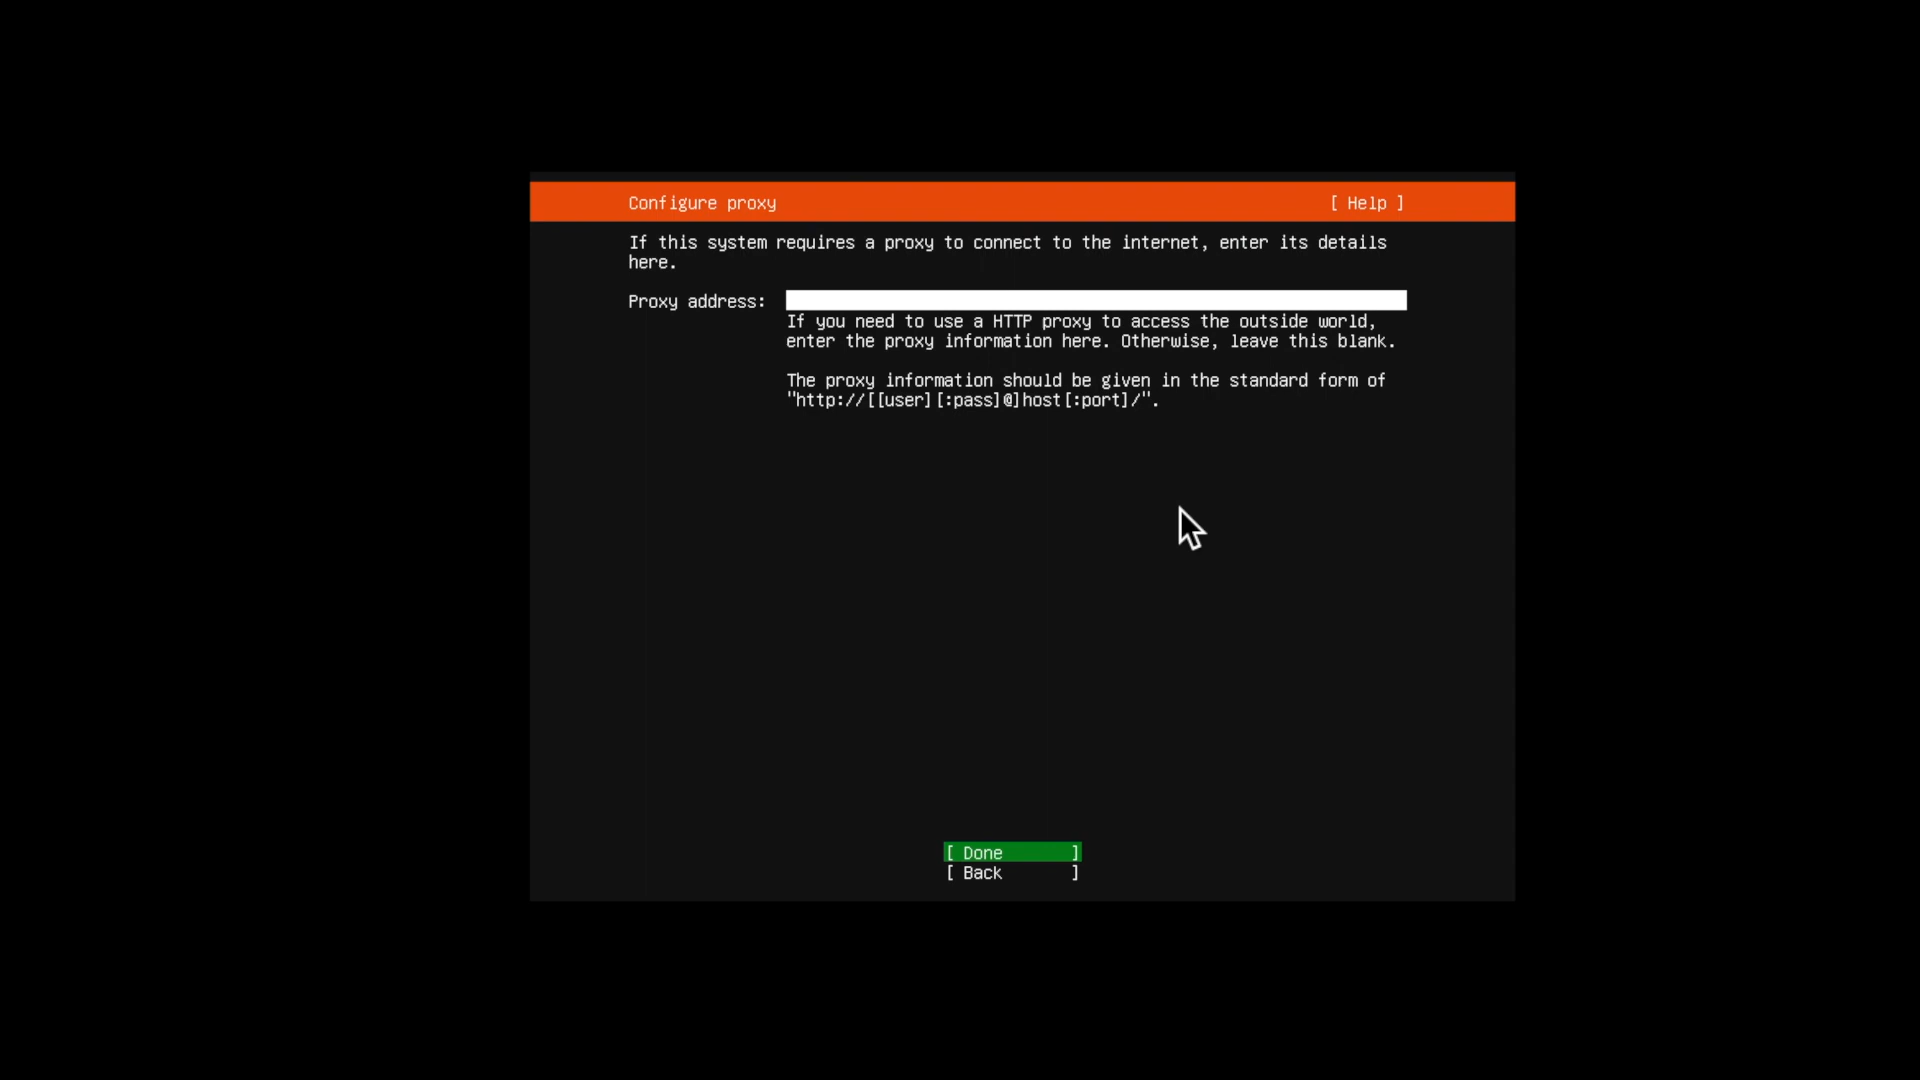 Configure proxy [ Help ]
If this system requires a proxy to connect to the internet, enter its details
here.
Proxy address:
If you need to use a HTTP proxy to access the outside world,
enter the proxy information here. Otherwise, leave this blank.
The proxy information should be given in the standard form of
"http://[[user][:pass]@]host[:port]/".
[ Done ]
[ Back ]